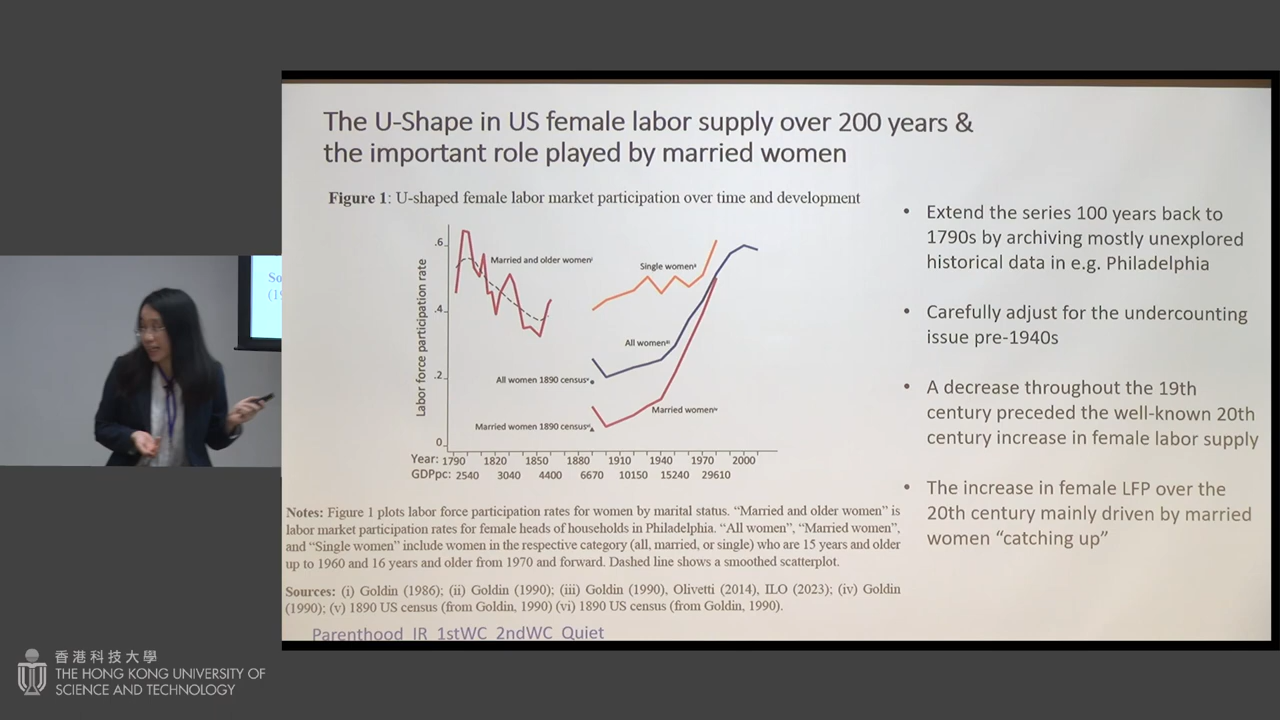 The U-Shape in US female labor supply over 200 years &
the important role played by married women
Figure 1: U-shaped female labor market participation over time and development
Labor force participation rate
.6
.4
.2
0
Married and older womenⁱ
Single womenⁱⁱ
All womenⁱⁱⁱ
All women 1890 censusᵛ
Married womenⁱᵛ
Married women 1890 censusᵛⁱ
Year: 1790 1820 1850 1880 1910 1940 1970 2000
GDPpc: 2540 3040 4400 6670 10150 15240 29610
Notes: Figure 1 plots labor force participation rates for women by marital status. “Married and older women” is
labor market participation rates for female heads of households in Philadelphia. “All women”, “Married women”,
and “Single women” include women in the respective category (all, married, or single) who are 15 years and older
up to 1960 and 16 years and older from 1970 and forward. Dashed line shows a smoothed scatterplot.
Sources: (i) Goldin (1986); (ii) Goldin (1990); (iii) Goldin (1990), Olivetti (2014), ILO (2023); (iv) Goldin
(1990); (v) 1890 US census (from Goldin, 1990) (vi) 1890 US census (from Goldin, 1990).
Parenthood IR 1stWC 2ndWC Quiet
• Extend the series 100 years back to
1790s by archiving mostly unexplored
historical data in e.g. Philadelphia
• Carefully adjust for the undercounting
issue pre-1940s
• A decrease throughout the 19th
century preceded the well-known 20th
century increase in female labor supply
• The increase in female LFP over the
20th century mainly driven by married
women “catching up”
So
(19
香港科技大學
THE HONG KONG UNIVERSITY OF
SCIENCE AND TECHNOLOGY